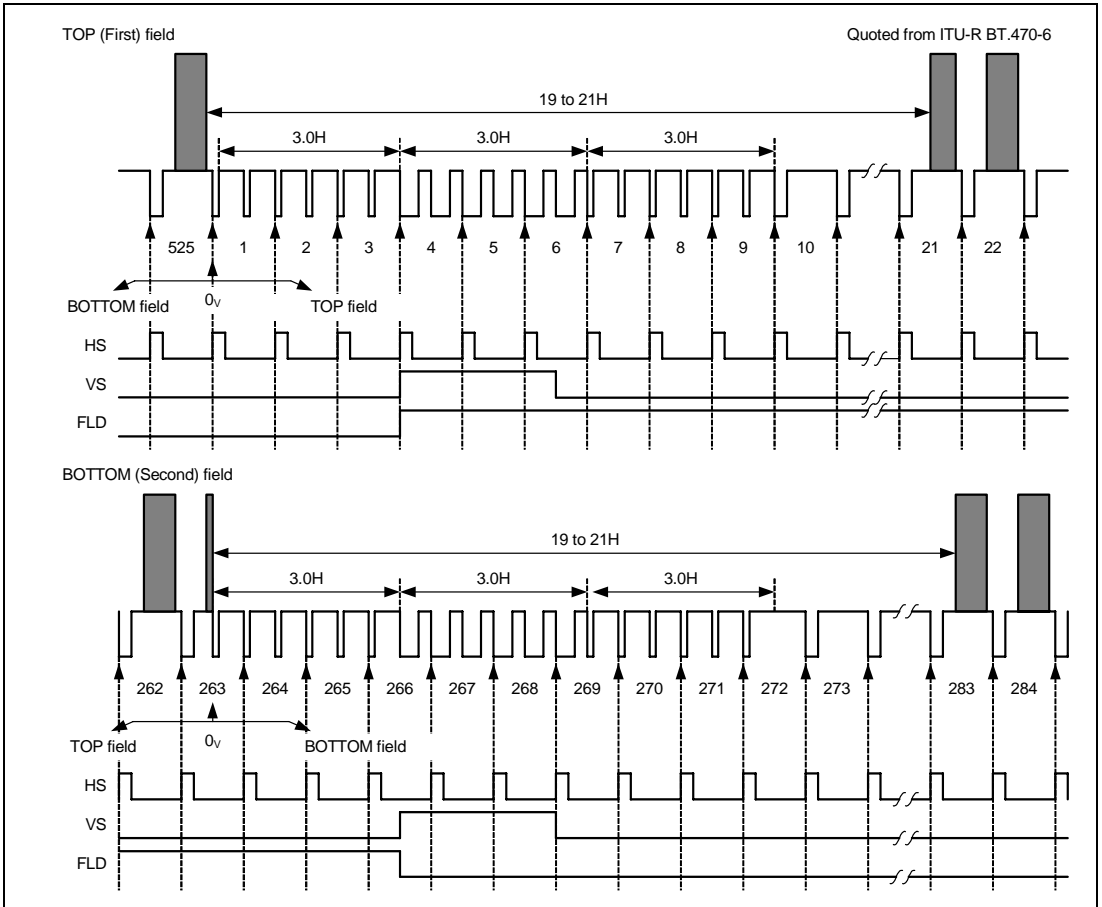 TOP (First) field
Quoted from ITU-R BT.470-6
19 to 21H
3.0H 3.0H 3.0H
525 1 2 3 4 5 6 7 8 9 10 21 22
BOTTOM field 0V TOP field
HS
VS
FLD
BOTTOM (Second) field
19 to 21H
3.0H 3.0H 3.0H
262 263 264 265 266 267 268 269 270 271 272 273 283 284
TOP field 0V BOTTOM field
HS
VS
FLD